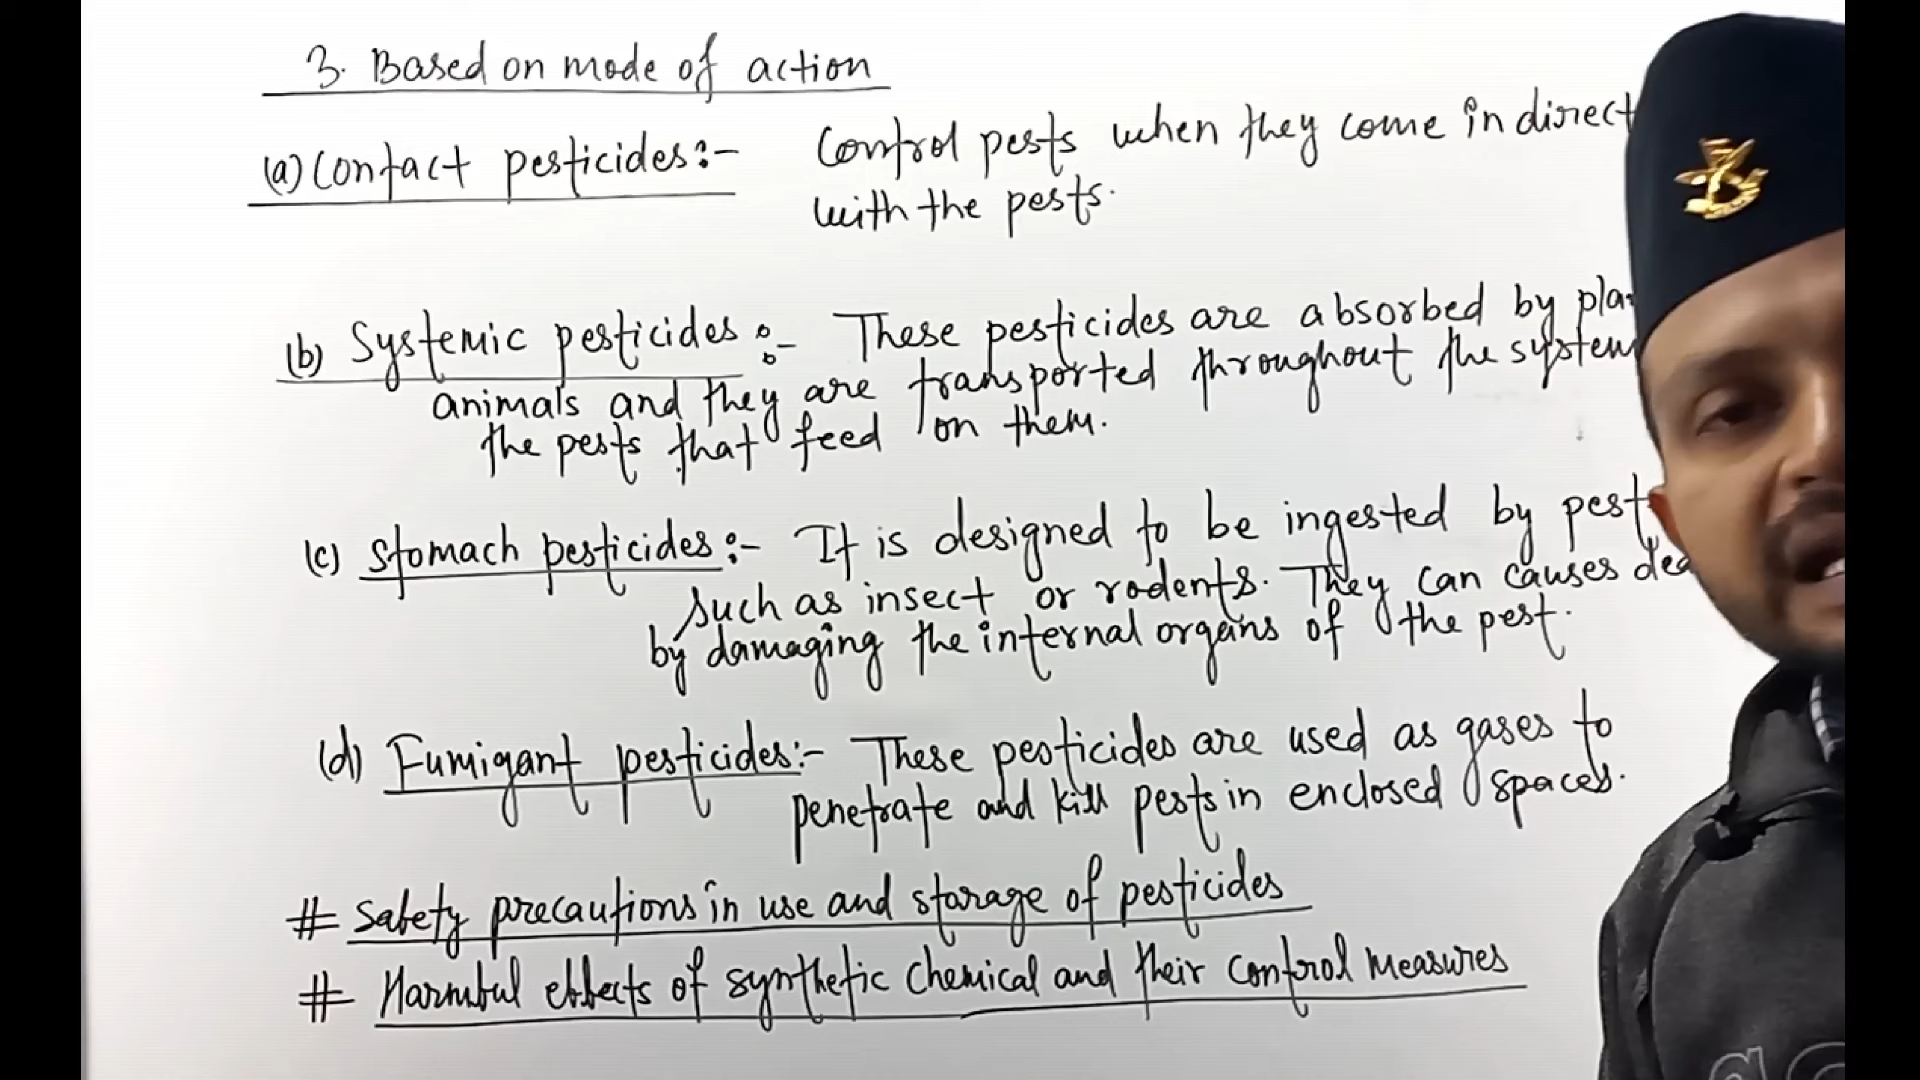 3. Based on mode of action
(a) Contact pesticides:- Control pests when they come in direct
with the pests.
(b) Systemic pesticides:- These pesticides are absorbed by
animals and they are transported throughout the system
the pests that feed on them.
(c) Stomach pesticides:- It is designed to be ingested by pest
such as insect or rodents. They can causes
by damaging the internal organs of the pest.
(d) Fumigant pesticides:- These pesticides are used as gases to
penetrate and kill pests in enclosed spaces.
# Safety precautions in use and storage of pesticides
# Harmful effects of synthetic chemical and their control measures